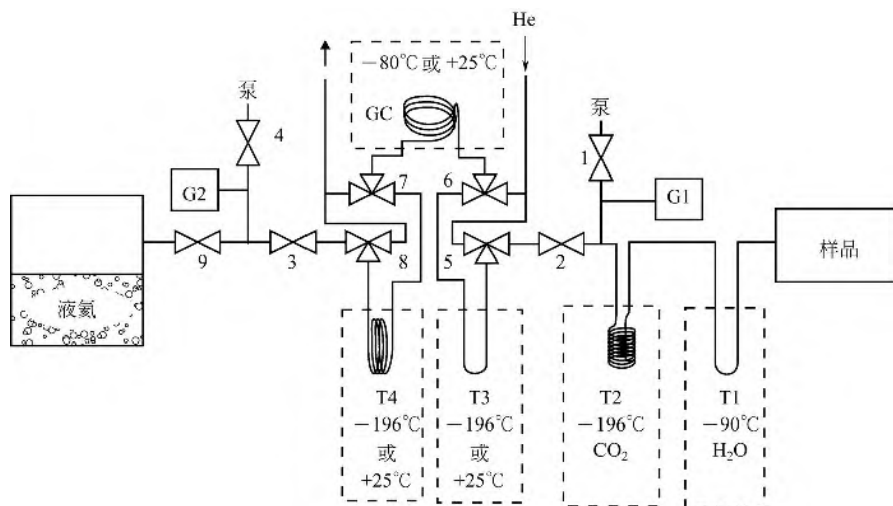 He
-80℃ 或 +25℃
GC
泵
4
G2
7
6
泵
1
G1
9
3
8
5
2
液氦
样品
T4
-196℃
或
+25℃
T3
-196℃
或
+25℃
T2
-196℃
CO₂
T1
-90℃
H₂O